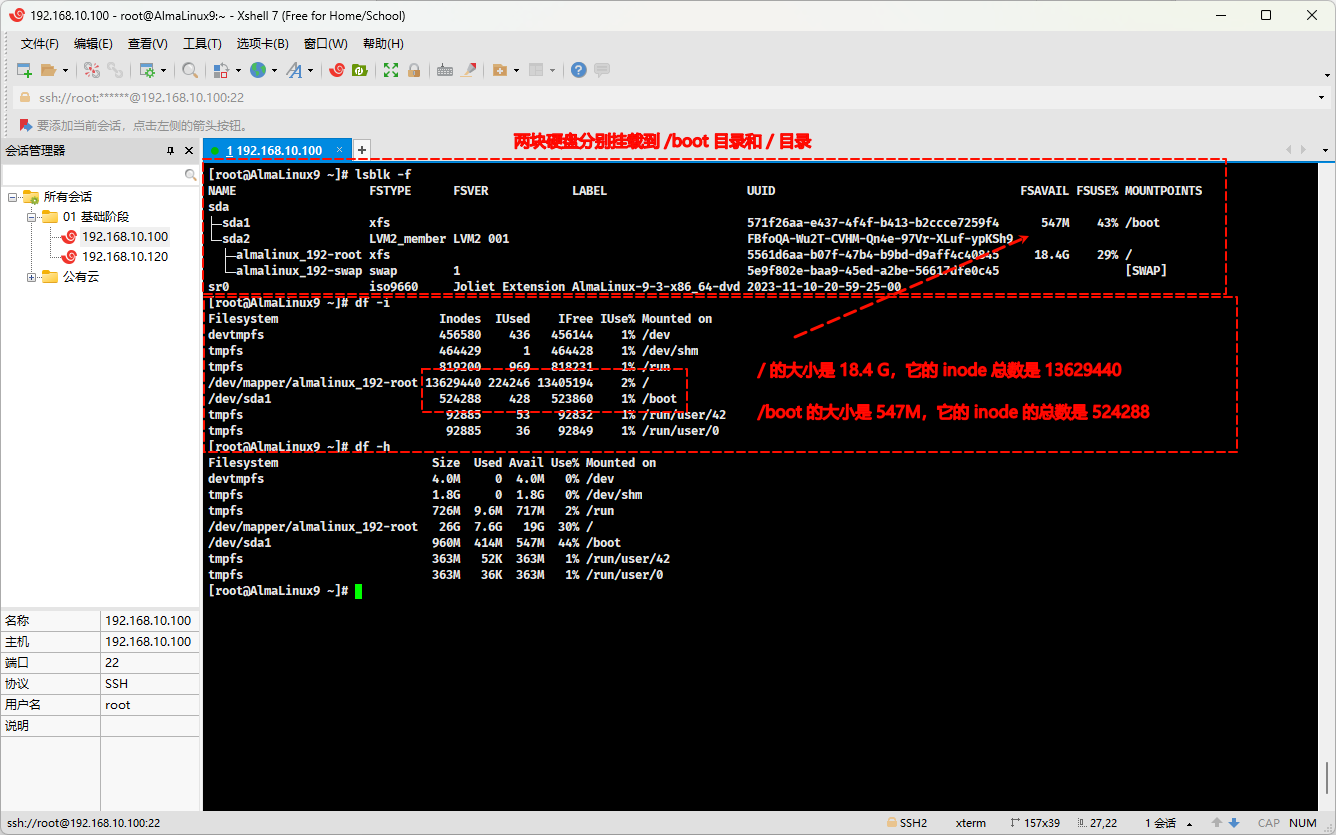 192.168.10.100 - root@AlmaLinux9:~ - Xshell 7 (Free for Home/School)
文件(F) 编辑(E) 查看(V) 工具(T) 选项卡(B) 窗口(W) 帮助(H)
ssh://root:******@192.168.10.100:22
要添加当前会话，点击左侧的箭头按钮。
两块硬盘分别挂载到 /boot 目录和 / 目录
会话管理器
1 192.168.10.100
所有会话
01 基础阶段
192.168.10.100
192.168.10.120
公有云
[root@AlmaLinux9 ~]# lsblk -f
NAME FSTYPE FSVER LABEL UUID FSAVAIL FSUSE% MOUNTPOINTS
sda
├─sda1 xfs 571f26aa-e437-4f4f-b413-b2ccce7259f4 547M 43% /boot
└─sda2 LVM2_member LVM2 001 FBfoQA-Wu2T-CVHM-Qn4e-97Vr-XLuf-ypKSh9
├─almalinux_192-root xfs 5561d6aa-b07f-47b4-b9bd-d9aff4c40845 18.4G 29% /
└─almalinux_192-swap swap 1 5e9f802e-baa9-45ed-a2be-56617dfe0c45 [SWAP]
sr0 iso9660 Joliet Extension AlmaLinux-9-3-x86_64-dvd 2023-11-10-20-59-25-00
[root@AlmaLinux9 ~]# df -i
Filesystem Inodes IUsed IFree IUse% Mounted on
devtmpfs 456580 436 456144 1% /dev
tmpfs 464429 1 464428 1% /dev/shm
tmpfs 819200 969 818231 1% /run
/dev/mapper/almalinux_192-root 13629440 224246 13405194 2% /
/dev/sda1 524288 428 523860 1% /boot
tmpfs 92885 53 92832 1% /run/user/42
tmpfs 92885 36 92849 1% /run/user/0
/ 的大小是 18.4 G，它的 inode 总数是 13629440
/boot 的大小是 547M，它的 inode 的总数是 524288
[root@AlmaLinux9 ~]# df -h
Filesystem Size Used Avail Use% Mounted on
devtmpfs 4.0M 0 4.0M 0% /dev
tmpfs 1.8G 0 1.8G 0% /dev/shm
tmpfs 726M 9.6M 717M 2% /run
/dev/mapper/almalinux_192-root 26G 7.6G 19G 30% /
/dev/sda1 960M 414M 547M 44% /boot
tmpfs 363M 52K 363M 1% /run/user/42
tmpfs 363M 36K 363M 1% /run/user/0
[root@AlmaLinux9 ~]#
名称 192.168.10.100
主机 192.168.10.100
端口 22
协议 SSH
用户名 root
说明
ssh://root@192.168.10.100:22 SSH2 xterm 157x39 27,22 1 会话 CAP NUM